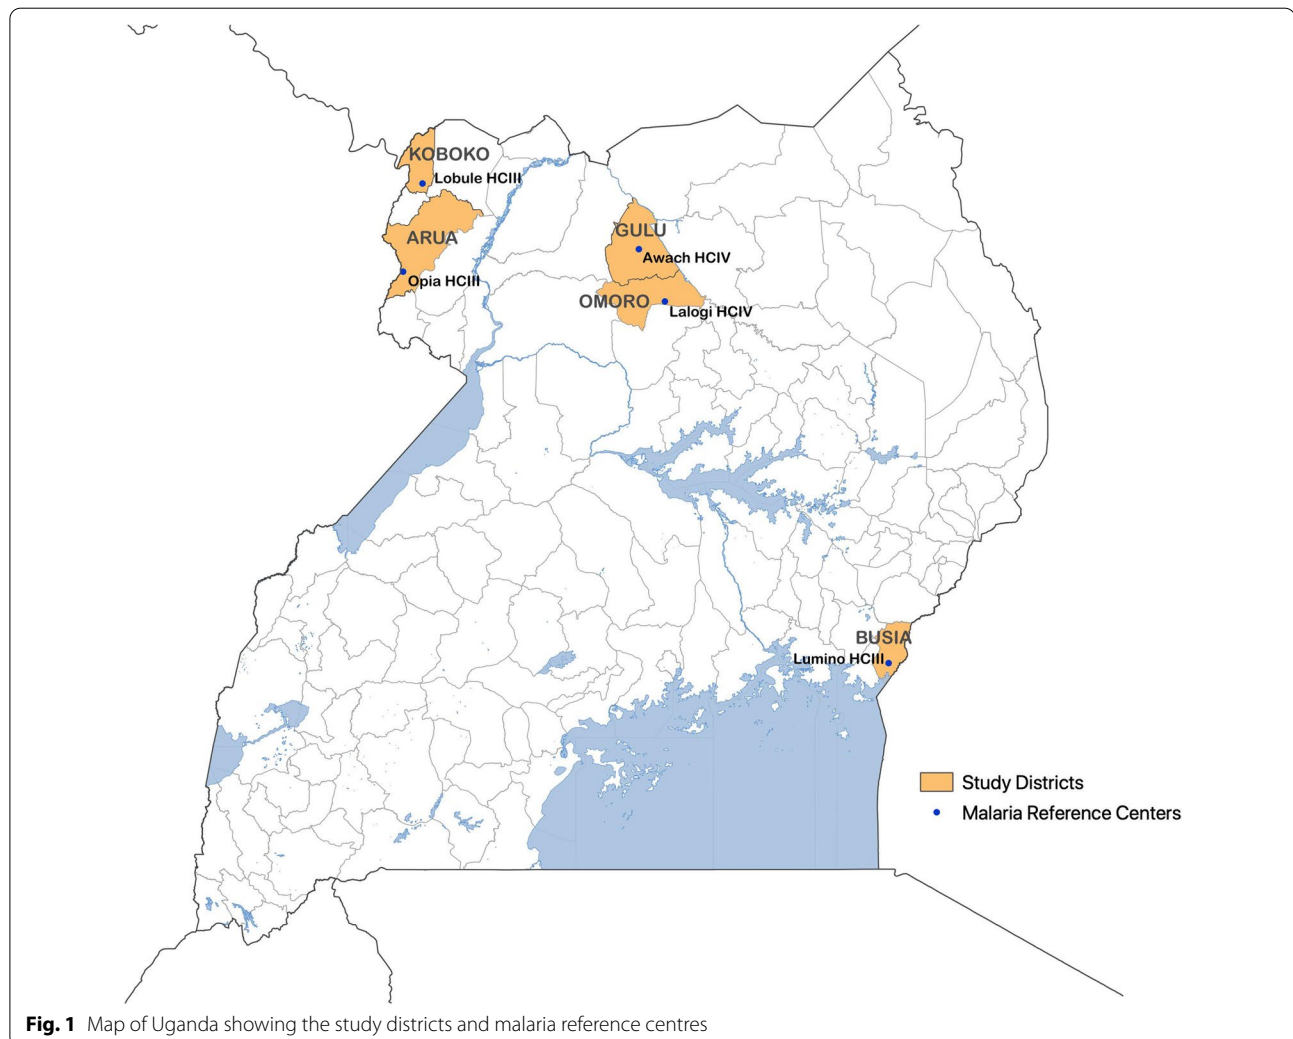 KOBOKO
Lobule HCIII
ARUA
Opia HCIII
GULU
Awach HCIV
OMORO
Lalogi HCIV
BUSIA
Lumino HCIII
Study Districts
Malaria Reference Centers
Fig. 1 Map of Uganda showing the study districts and malaria reference centres